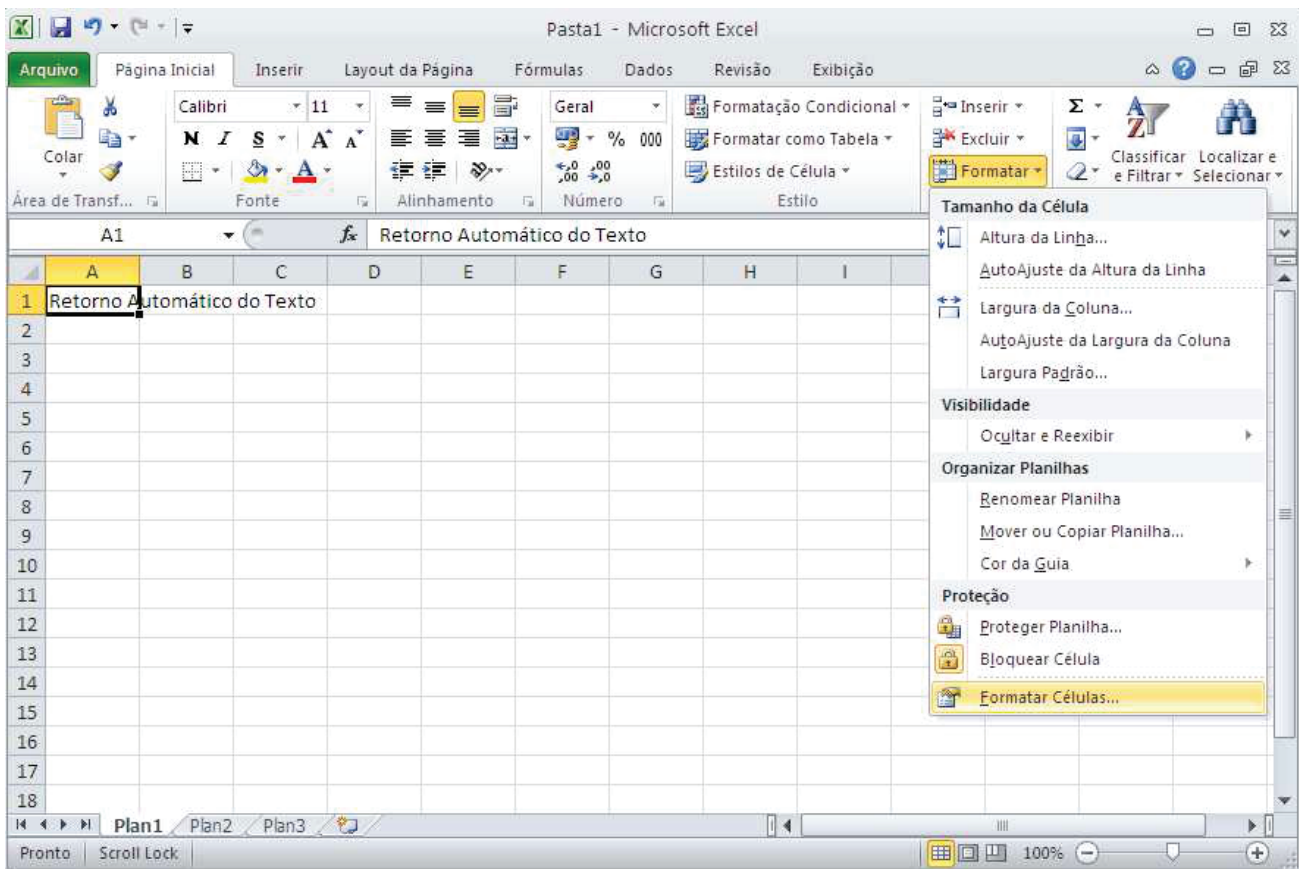 Pasta1 - Microsoft Excel
Arquivo Página Inicial Inserir Layout da Página Fórmulas Dados Revisão Exibição
Colar
Área de Transf...
Calibri 11
N I S A A
A
Fonte
Alinhamento
Geral
% 000
,00 ,00
Número
Formatação Condicional
Formatar como Tabela
Estilos de Célula
Estilo
Inserir
Excluir
Formatar
Σ
Classificar e Filtrar
Localizar e Selecionar
A1 fx Retorno Automático do Texto
A B C D E F G H I
1 Retorno Automático do Texto
2
3
4
5
6
7
8
9
10
11
12
13
14
15
16
17
18
Tamanho da Célula
Altura da Linha...
AutoAjuste da Altura da Linha
Largura da Coluna...
AutoAjuste da Largura da Coluna
Largura Padrão...
Visibilidade
Ocultar e Reexibir
Organizar Planilhas
Renomear Planilha
Mover ou Copiar Planilha...
Cor da Guia
Proteção
Proteger Planilha...
Bloquear Célula
Formatar Células...
Plan1 Plan2 Plan3
Pronto Scroll Lock 100%